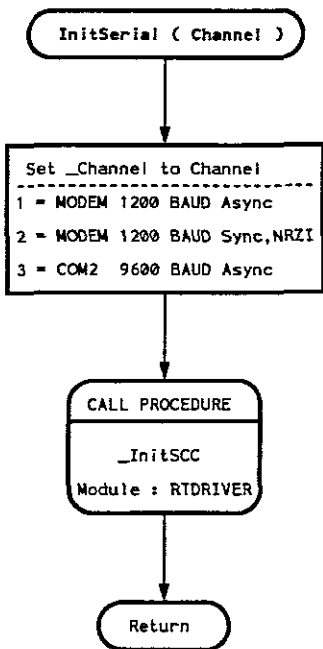 InitSerial ( Channel )
Set _Channel to Channel
1 = MODEM 1200 BAUD Async
2 = MODEM 1200 BAUD Sync,NRZI
3 = COM2 9600 BAUD Async
CALL PROCEDURE
_InitSCC
Module : RTDRIVER
Return